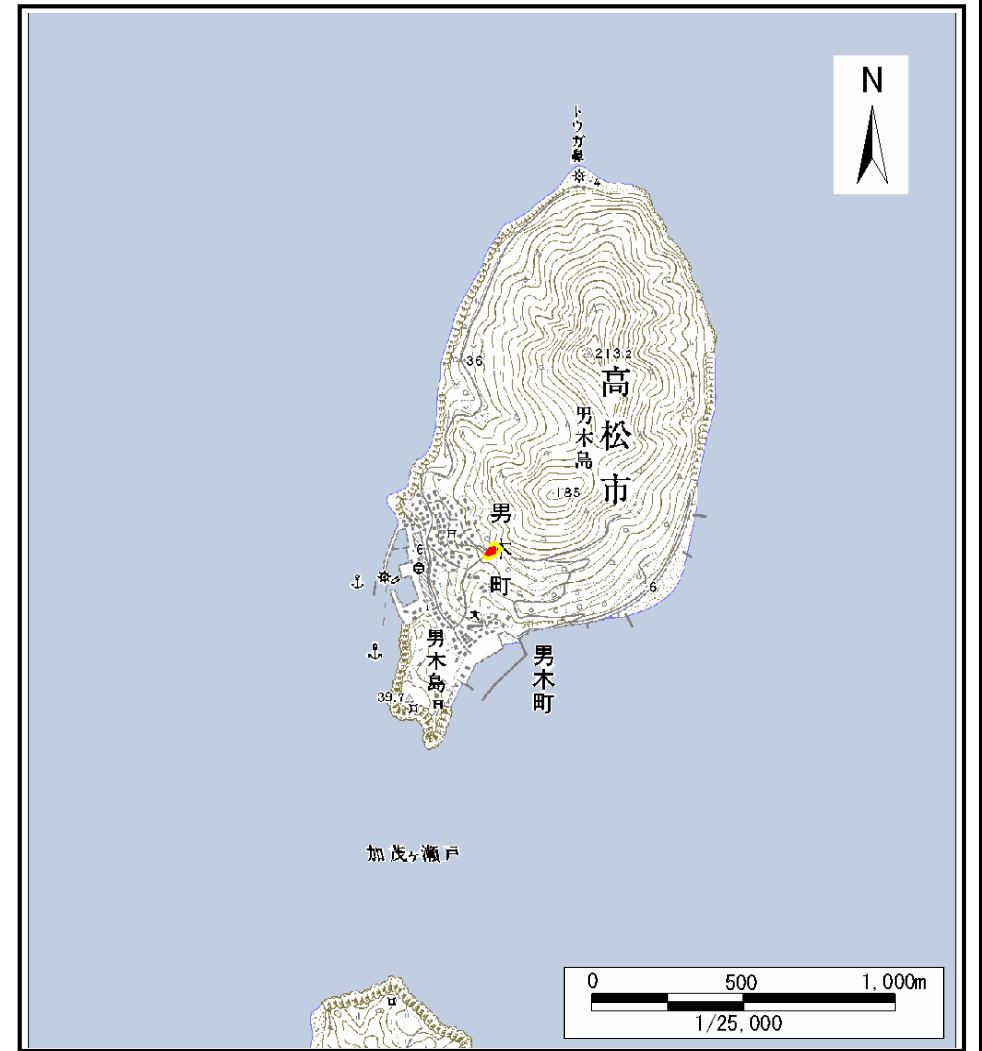 N
トウガ鼻
4
213.2
36
高松市
男木島
185
男木町
6
6
男木島
男木町
39.7
加茂ヶ瀬戸
0 500 1,000m
1/25,000